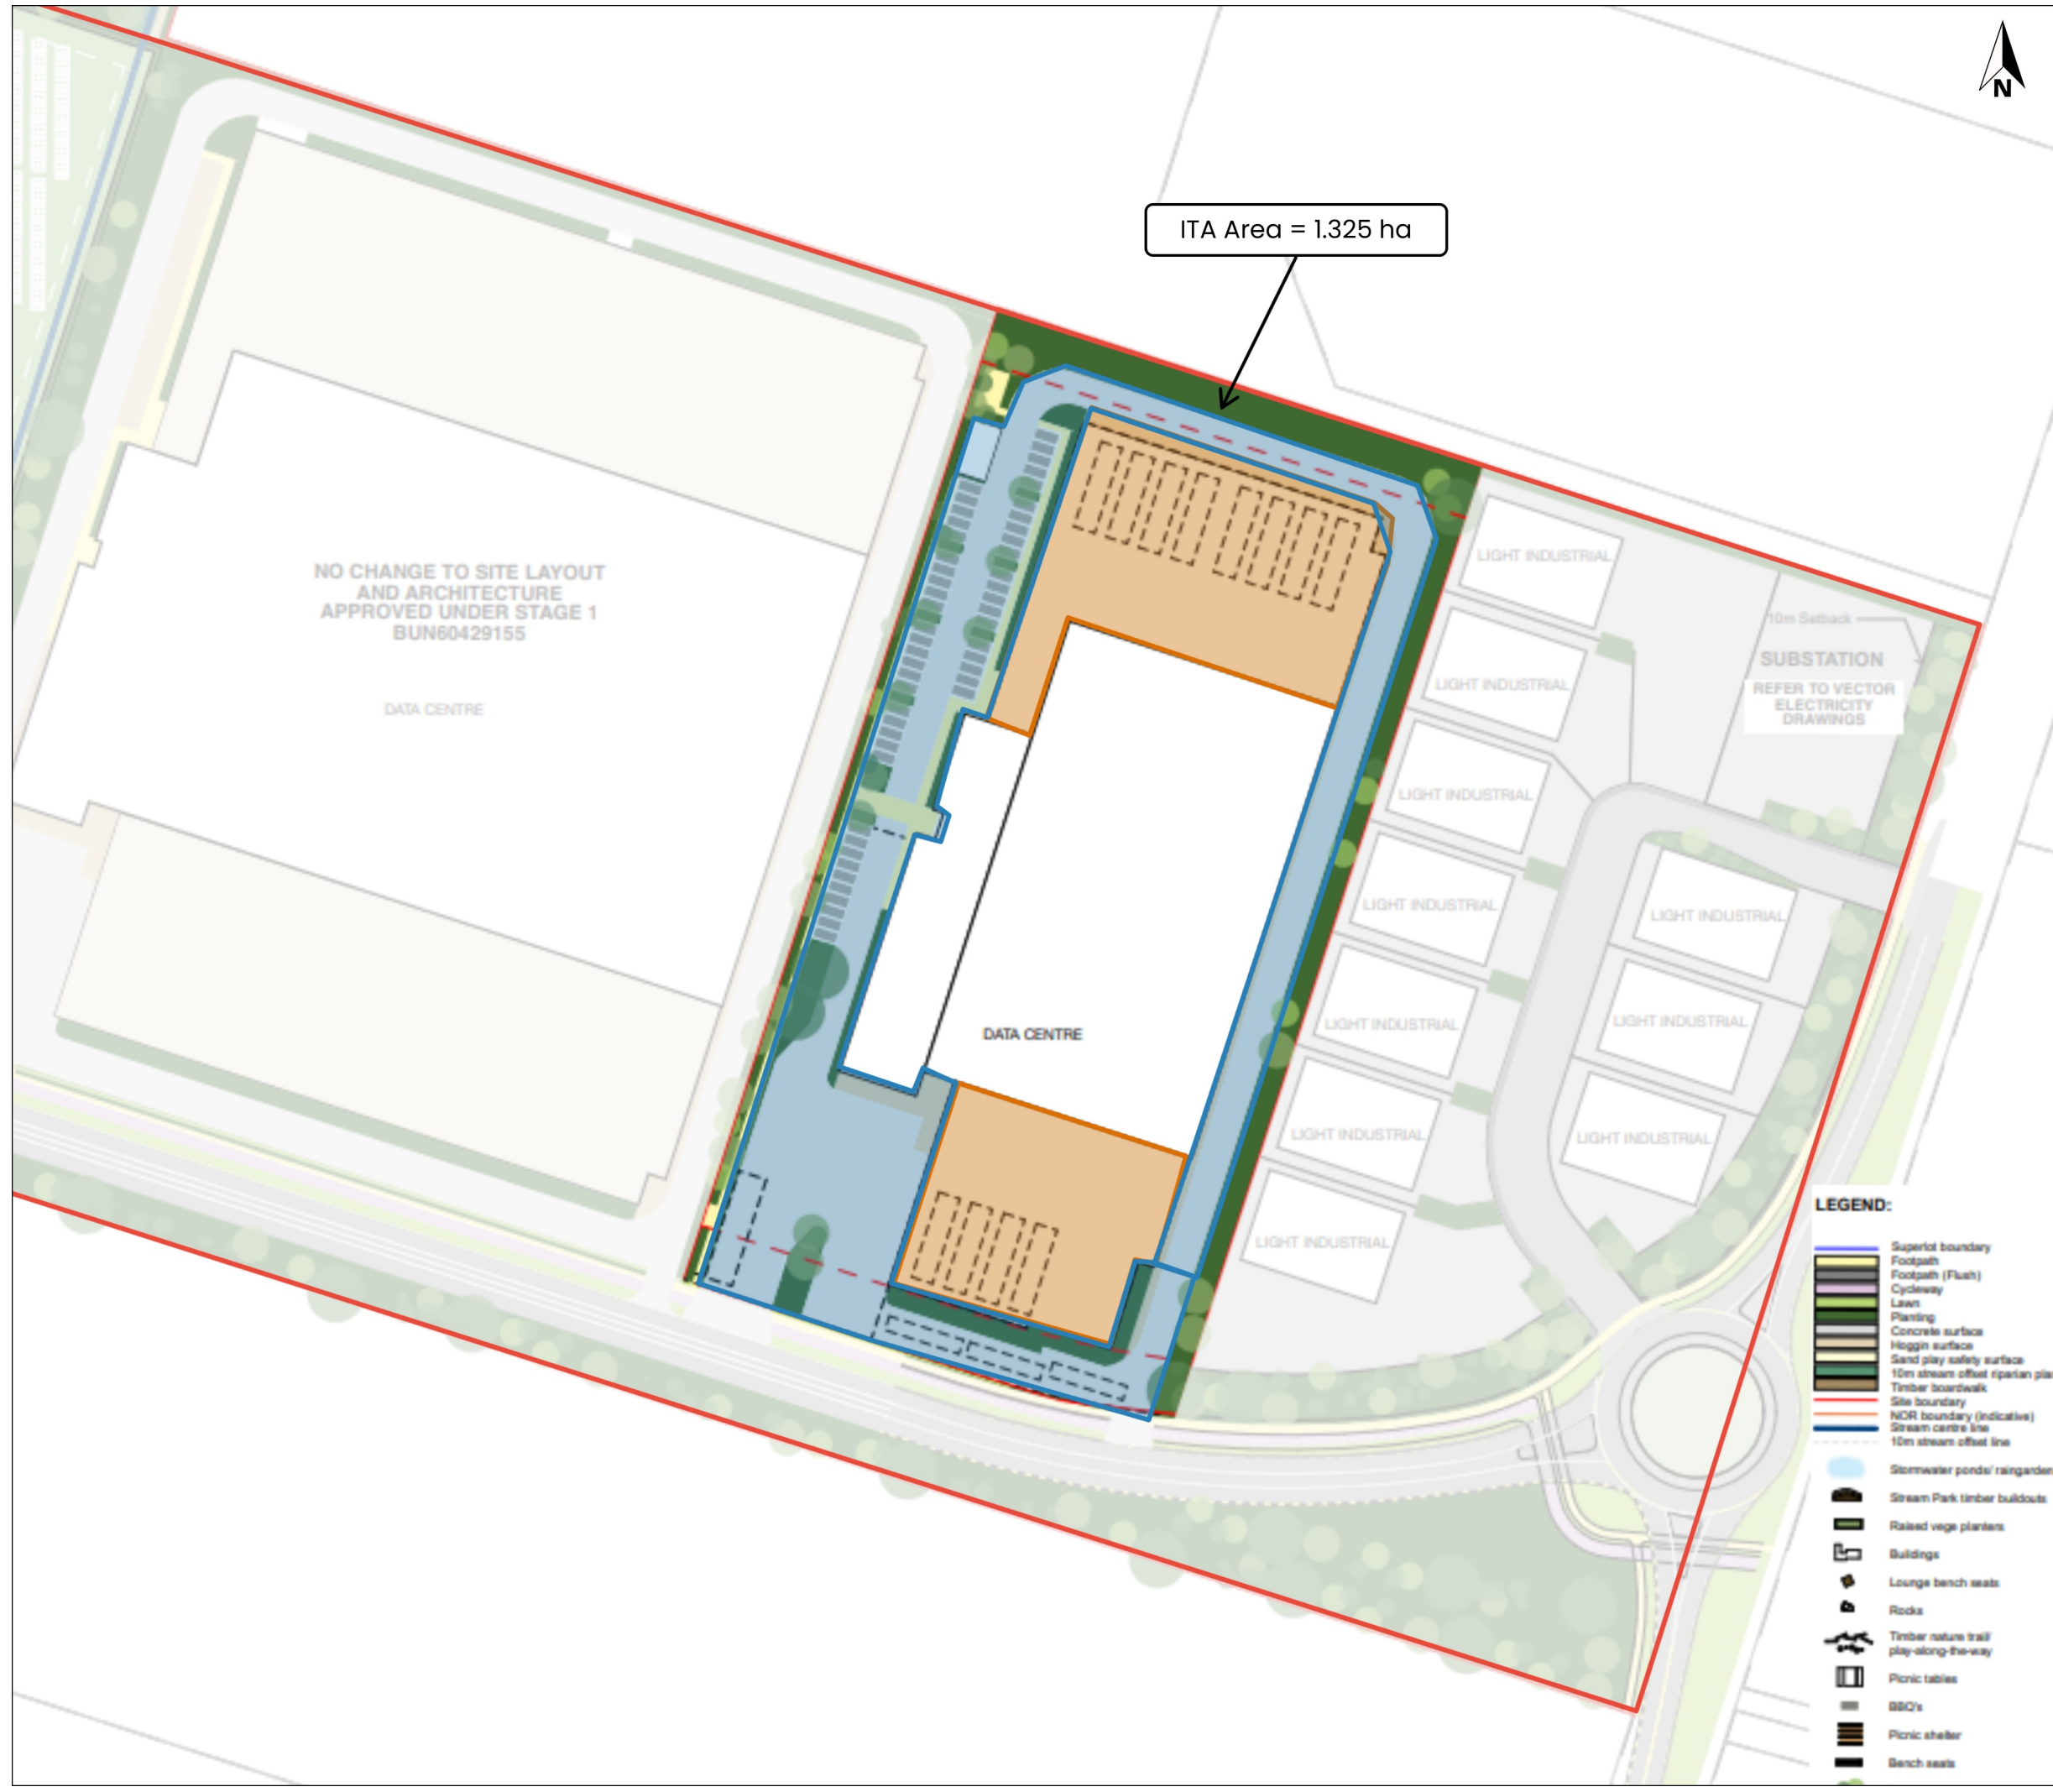 N
ITA Area = 1.325 ha
NO CHANGE TO SITE LAYOUT
AND ARCHITECTURE
APPROVED UNDER STAGE 1
BUN60429155
DATA CENTRE
LIGHT INDUSTRIAL
10m Setback
SUBSTATION
REFER TO VECTOR
ELECTRICITY
DRAWINGS
LIGHT INDUSTRIAL
LIGHT INDUSTRIAL
LIGHT INDUSTRIAL
LIGHT INDUSTRIAL
LIGHT INDUSTRIAL
LIGHT INDUSTRIAL
DATA CENTRE
LIGHT INDUSTRIAL
LIGHT INDUSTRIAL
LIGHT INDUSTRIAL
LEGEND:
Superlot boundary
Footpath
Footpath (Flush)
Cycleway
Lawn
Planting
Concrete surface
Hoggin surface
Sand play safety surface
10m stream offset riparian
Timber boardwalk
Site boundary
NOR boundary (indicative)
Stream centre line
10m stream offset line
Stormwater ponds/ raingarden
Stream Park timber buildouts
Raised vege planters
Buildings
Lounge bench seats
Rocks
Timber nature trail/
play-along-the-way
Picnic tables
BBQ's
Picnic shelter
Bench seats